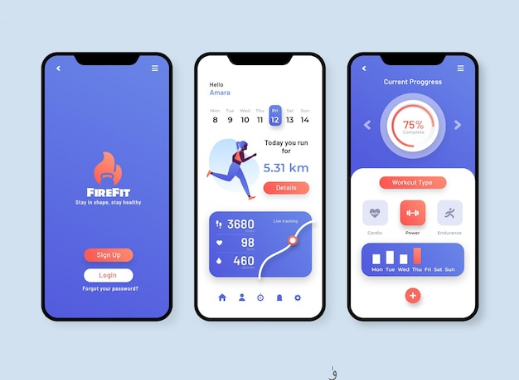 FIREFIT
Stay in shape, stay healthy
Sign Up
Login
Forgot your password?
Hello
Amara
Mon Tue Wed Thu Fri Sat Sun
8 9 10 11 12 13 14
Today you run
for
5.31 km
Details
3680
Live tracking
98
460
Current Proggress
75%
Complete
Workout Type
Cardio Power Endurance
Mon Tue Wed Thu Fri Sat Sun